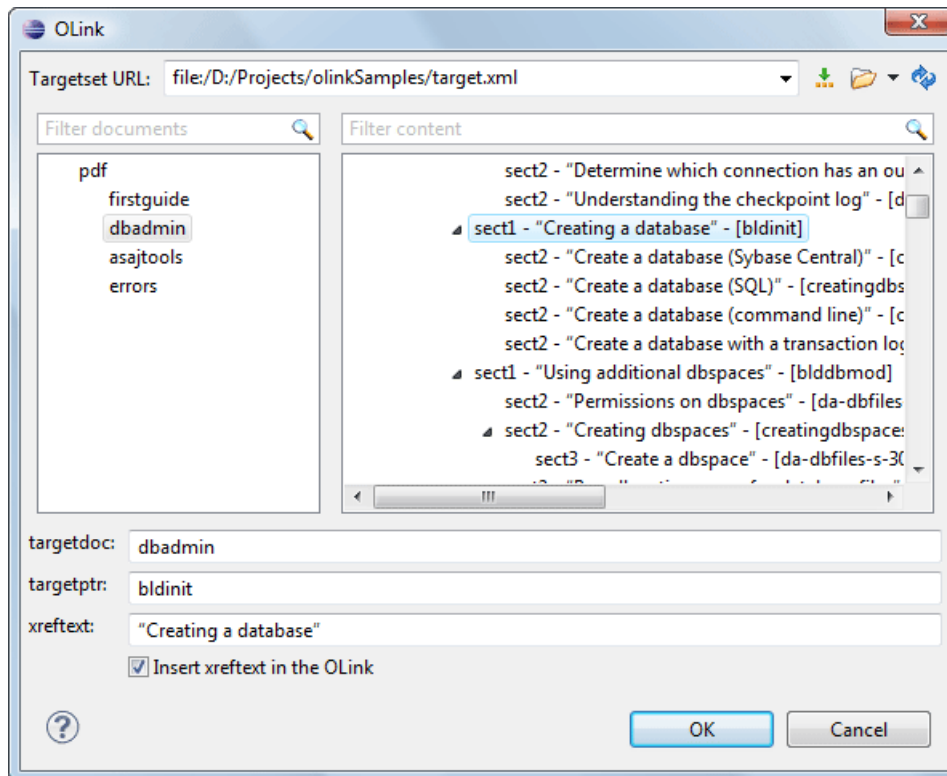 OLink
Targetset URL: file:/D:/Projects/olinkSamples/target.xml
Filter documents
Filter content
pdf
firstguide
dbadmin
asajtools
errors
sect2 - "Determine which connection has an ou
sect2 - "Understanding the checkpoint log" - [d
sect1 - "Creating a database" - [bldinit]
sect2 - "Create a database (Sybase Central)" - [c
sect2 - "Create a database (SQL)" - [creatingdbs
sect2 - "Create a database (command line)" - [c
sect2 - "Create a database with a transaction log
sect1 - "Using additional dbspaces" - [blddbmod]
sect2 - "Permissions on dbspaces" - [da-dbfiles
sect2 - "Creating dbspaces" - [creatingdbspaces
sect3 - "Create a dbspace" - [da-dbfiles-s-30
targetdoc: dbadmin
targetptr: bldinit
xreftext: "Creating a database"
Insert xreftext in the OLink
?
OK
Cancel